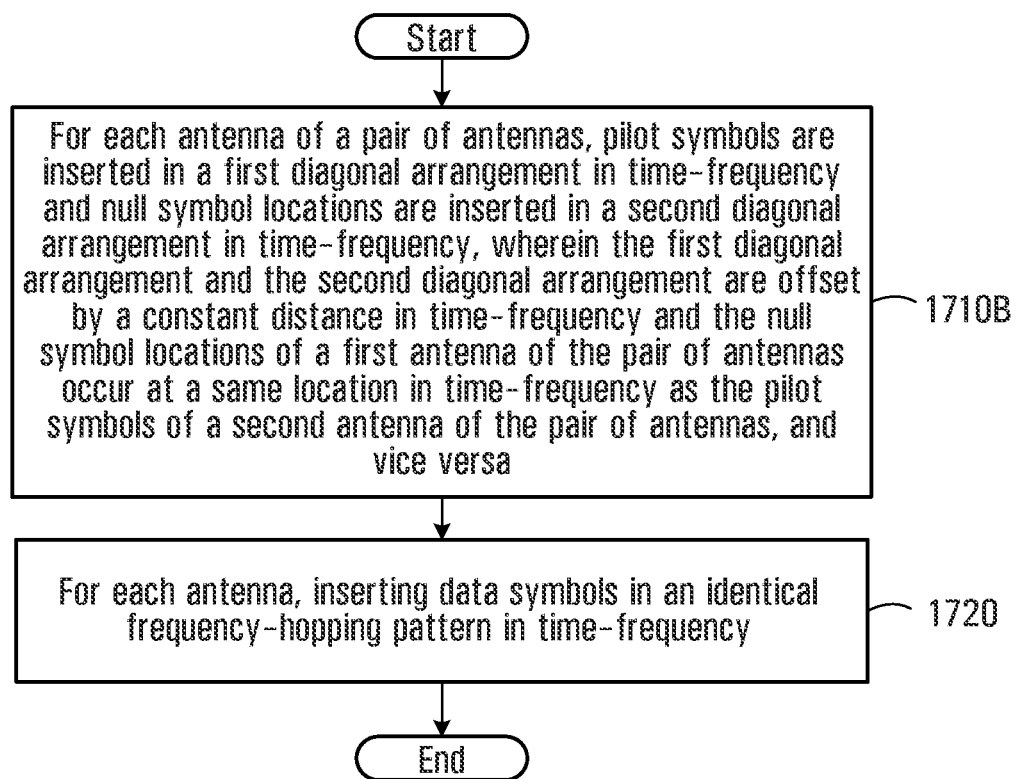 Start
For each antenna of a pair of antennas, pilot symbols are
inserted in a first diagonal arrangement in time-frequency
and null symbol locations are inserted in a second diagonal
arrangement in time-frequency, wherein the first diagonal
arrangement and the second diagonal arrangement are offset
by a constant distance in time-frequency and the null
symbol locations of a first antenna of the pair of antennas
occur at a same location in time-frequency as the pilot
symbols of a second antenna of the pair of antennas, and
vice versa
1710B
For each antenna, inserting data symbols in an identical
frequency-hopping pattern in time-frequency
1720
End